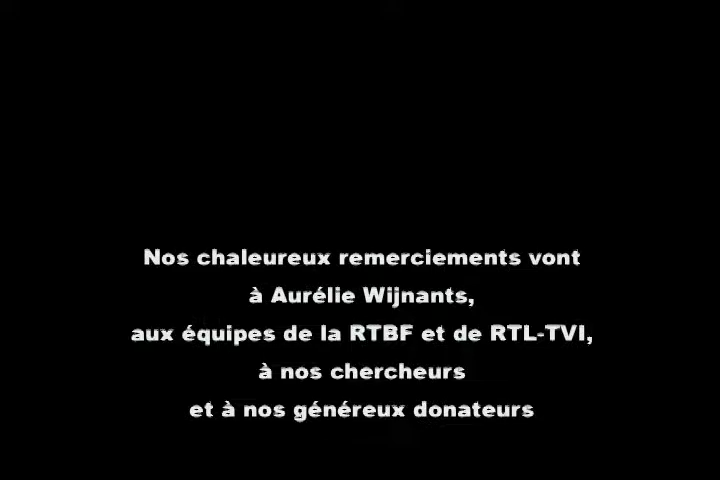 Nos chaleureux remerciements vont
à Aurélie Wijnants,
aux équipes de la RTBF et de RTL-TVI,
à nos chercheurs
et à nos généreux donateurs